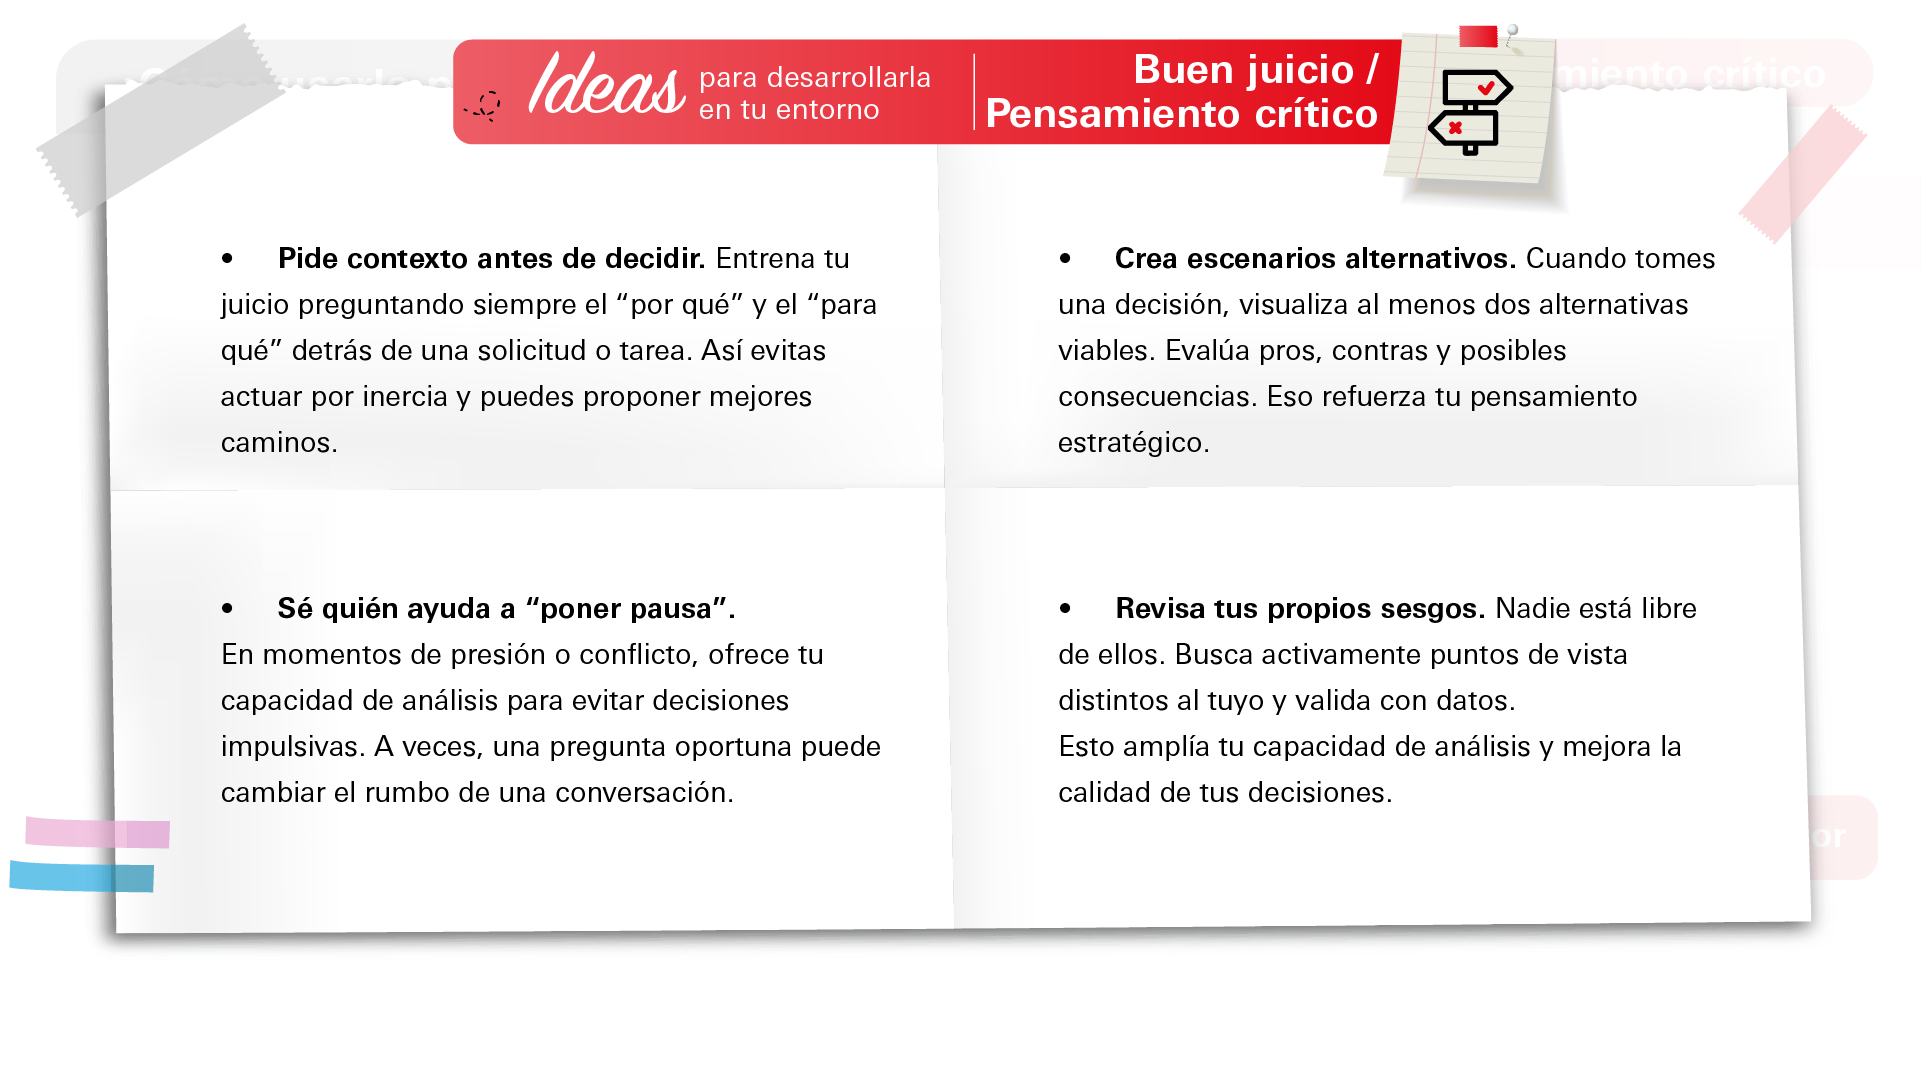 Ideas para desarrollarla
en tu entorno
Buen juicio /
Pensamiento crítico
miento crítico
• Pide contexto antes de decidir. Entrena tu
juicio preguntando siempre el “por qué” y el “para
qué” detrás de una solicitud o tarea. Así evitas
actuar por inercia y puedes proponer mejores
caminos.
• Crea escenarios alternativos. Cuando tomes
una decisión, visualiza al menos dos alternativas
viables. Evalúa pros, contras y posibles
consecuencias. Eso refuerza tu pensamiento
estratégico.
• Sé quién ayuda a “poner pausa”.
En momentos de presión o conflicto, ofrece tu
capacidad de análisis para evitar decisiones
impulsivas. A veces, una pregunta oportuna puede
cambiar el rumbo de una conversación.
• Revisa tus propios sesgos. Nadie está libre
de ellos. Busca activamente puntos de vista
distintos al tuyo y valida con datos.
Esto amplía tu capacidad de análisis y mejora la
calidad de tus decisiones.
or